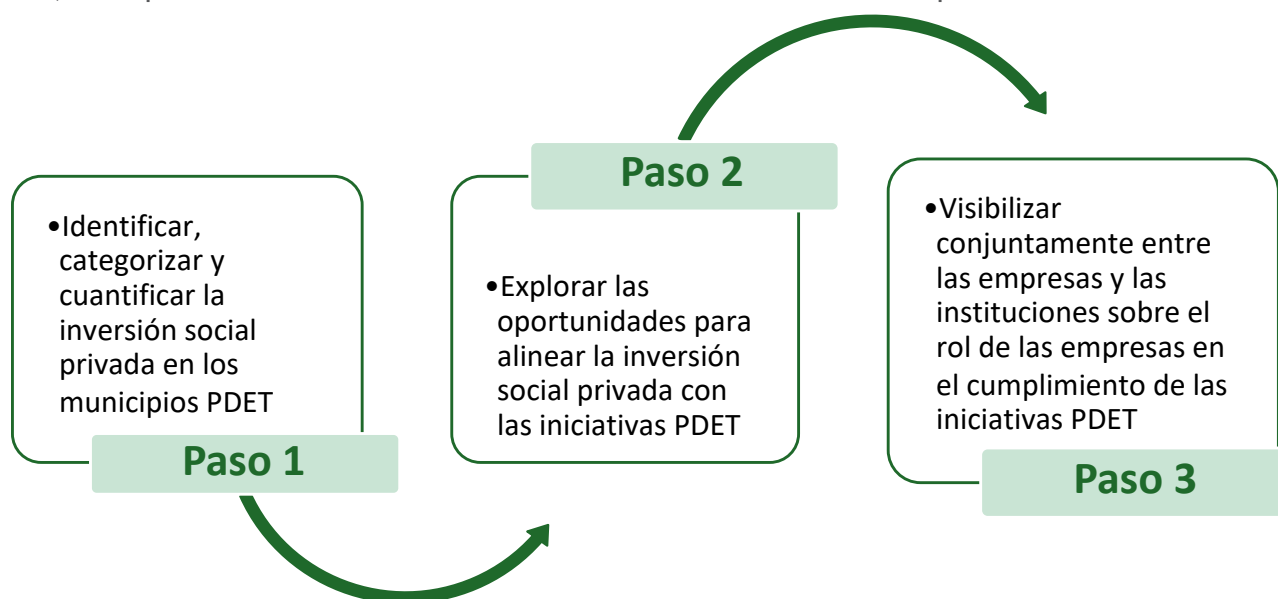 •Identificar,
categorizar y
cuantificar la
inversión social
privada en los
municipios PDET
Paso 1
Paso 2
•Explorar las
oportunidades para
alinear la inversión
social privada con
las iniciativas PDET
•Visibilizar
conjuntamente entre
las empresas y las
instituciones sobre el
rol de las empresas en
el cumplimiento de las
iniciativas PDET
Paso 3